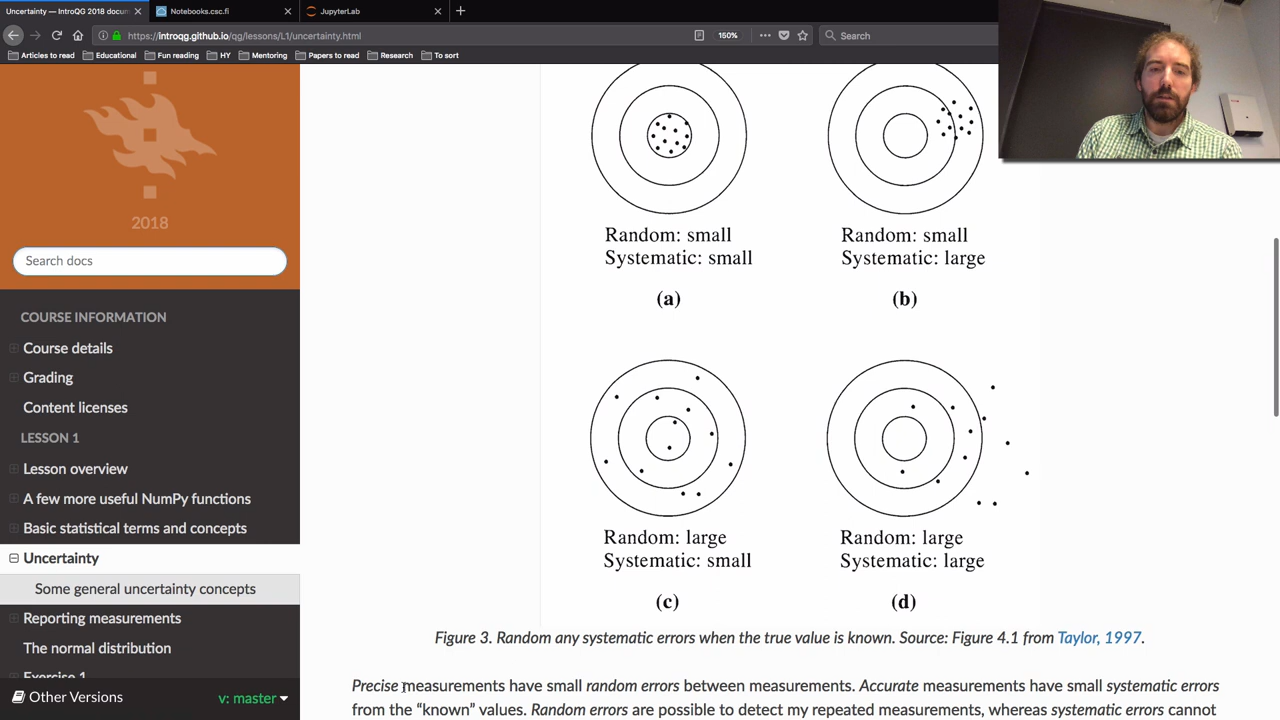 Uncertainty — IntroQG 2018 docum
Notebooks.csc.fi
JupyterLab
https://introqg.github.io/qg/lessons/L1/uncertainty.html
150%
Search
Articles to read
Educational
Fun reading
HY
Mentoring
Papers to read
Research
To sort
2018
Search docs
COURSE INFORMATION
Course details
Grading
Content licenses
LESSON 1
Lesson overview
A few more useful NumPy functions
Basic statistical terms and concepts
Uncertainty
Some general uncertainty concepts
Reporting measurements
The normal distribution
Exercise 1
Other Versions
v: master
Random: small
Systematic: small
(a)
Random: small
Systematic: large
(b)
Random: large
Systematic: small
(c)
Random: large
Systematic: large
(d)
Figure 3. Random any systematic errors when the true value is known. Source: Figure 4.1 from Taylor, 1997.
Precise measurements have small random errors between measurements. Accurate measurements have small systematic errors
from the “known” values. Random errors are possible to detect my repeated measurements, whereas systematic errors cannot